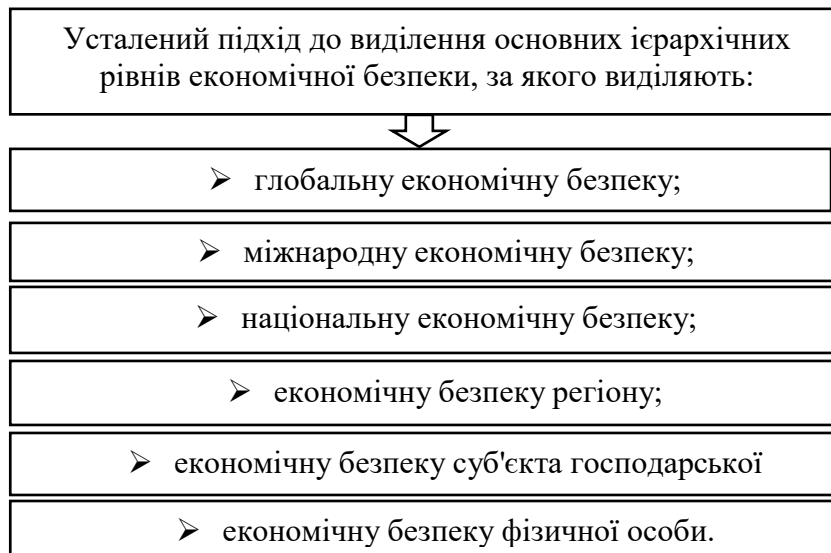 Усталений підхід до виділення основних ієрархічних
рівнів економічної безпеки, за якого виділяють:
➢ глобальну економічну безпеку;
➢ міжнародну економічну безпеку;
➢ національну економічну безпеку;
➢ економічну безпеку регіону;
➢ економічну безпеку суб'єкта господарської
➢ економічну безпеку фізичної особи.